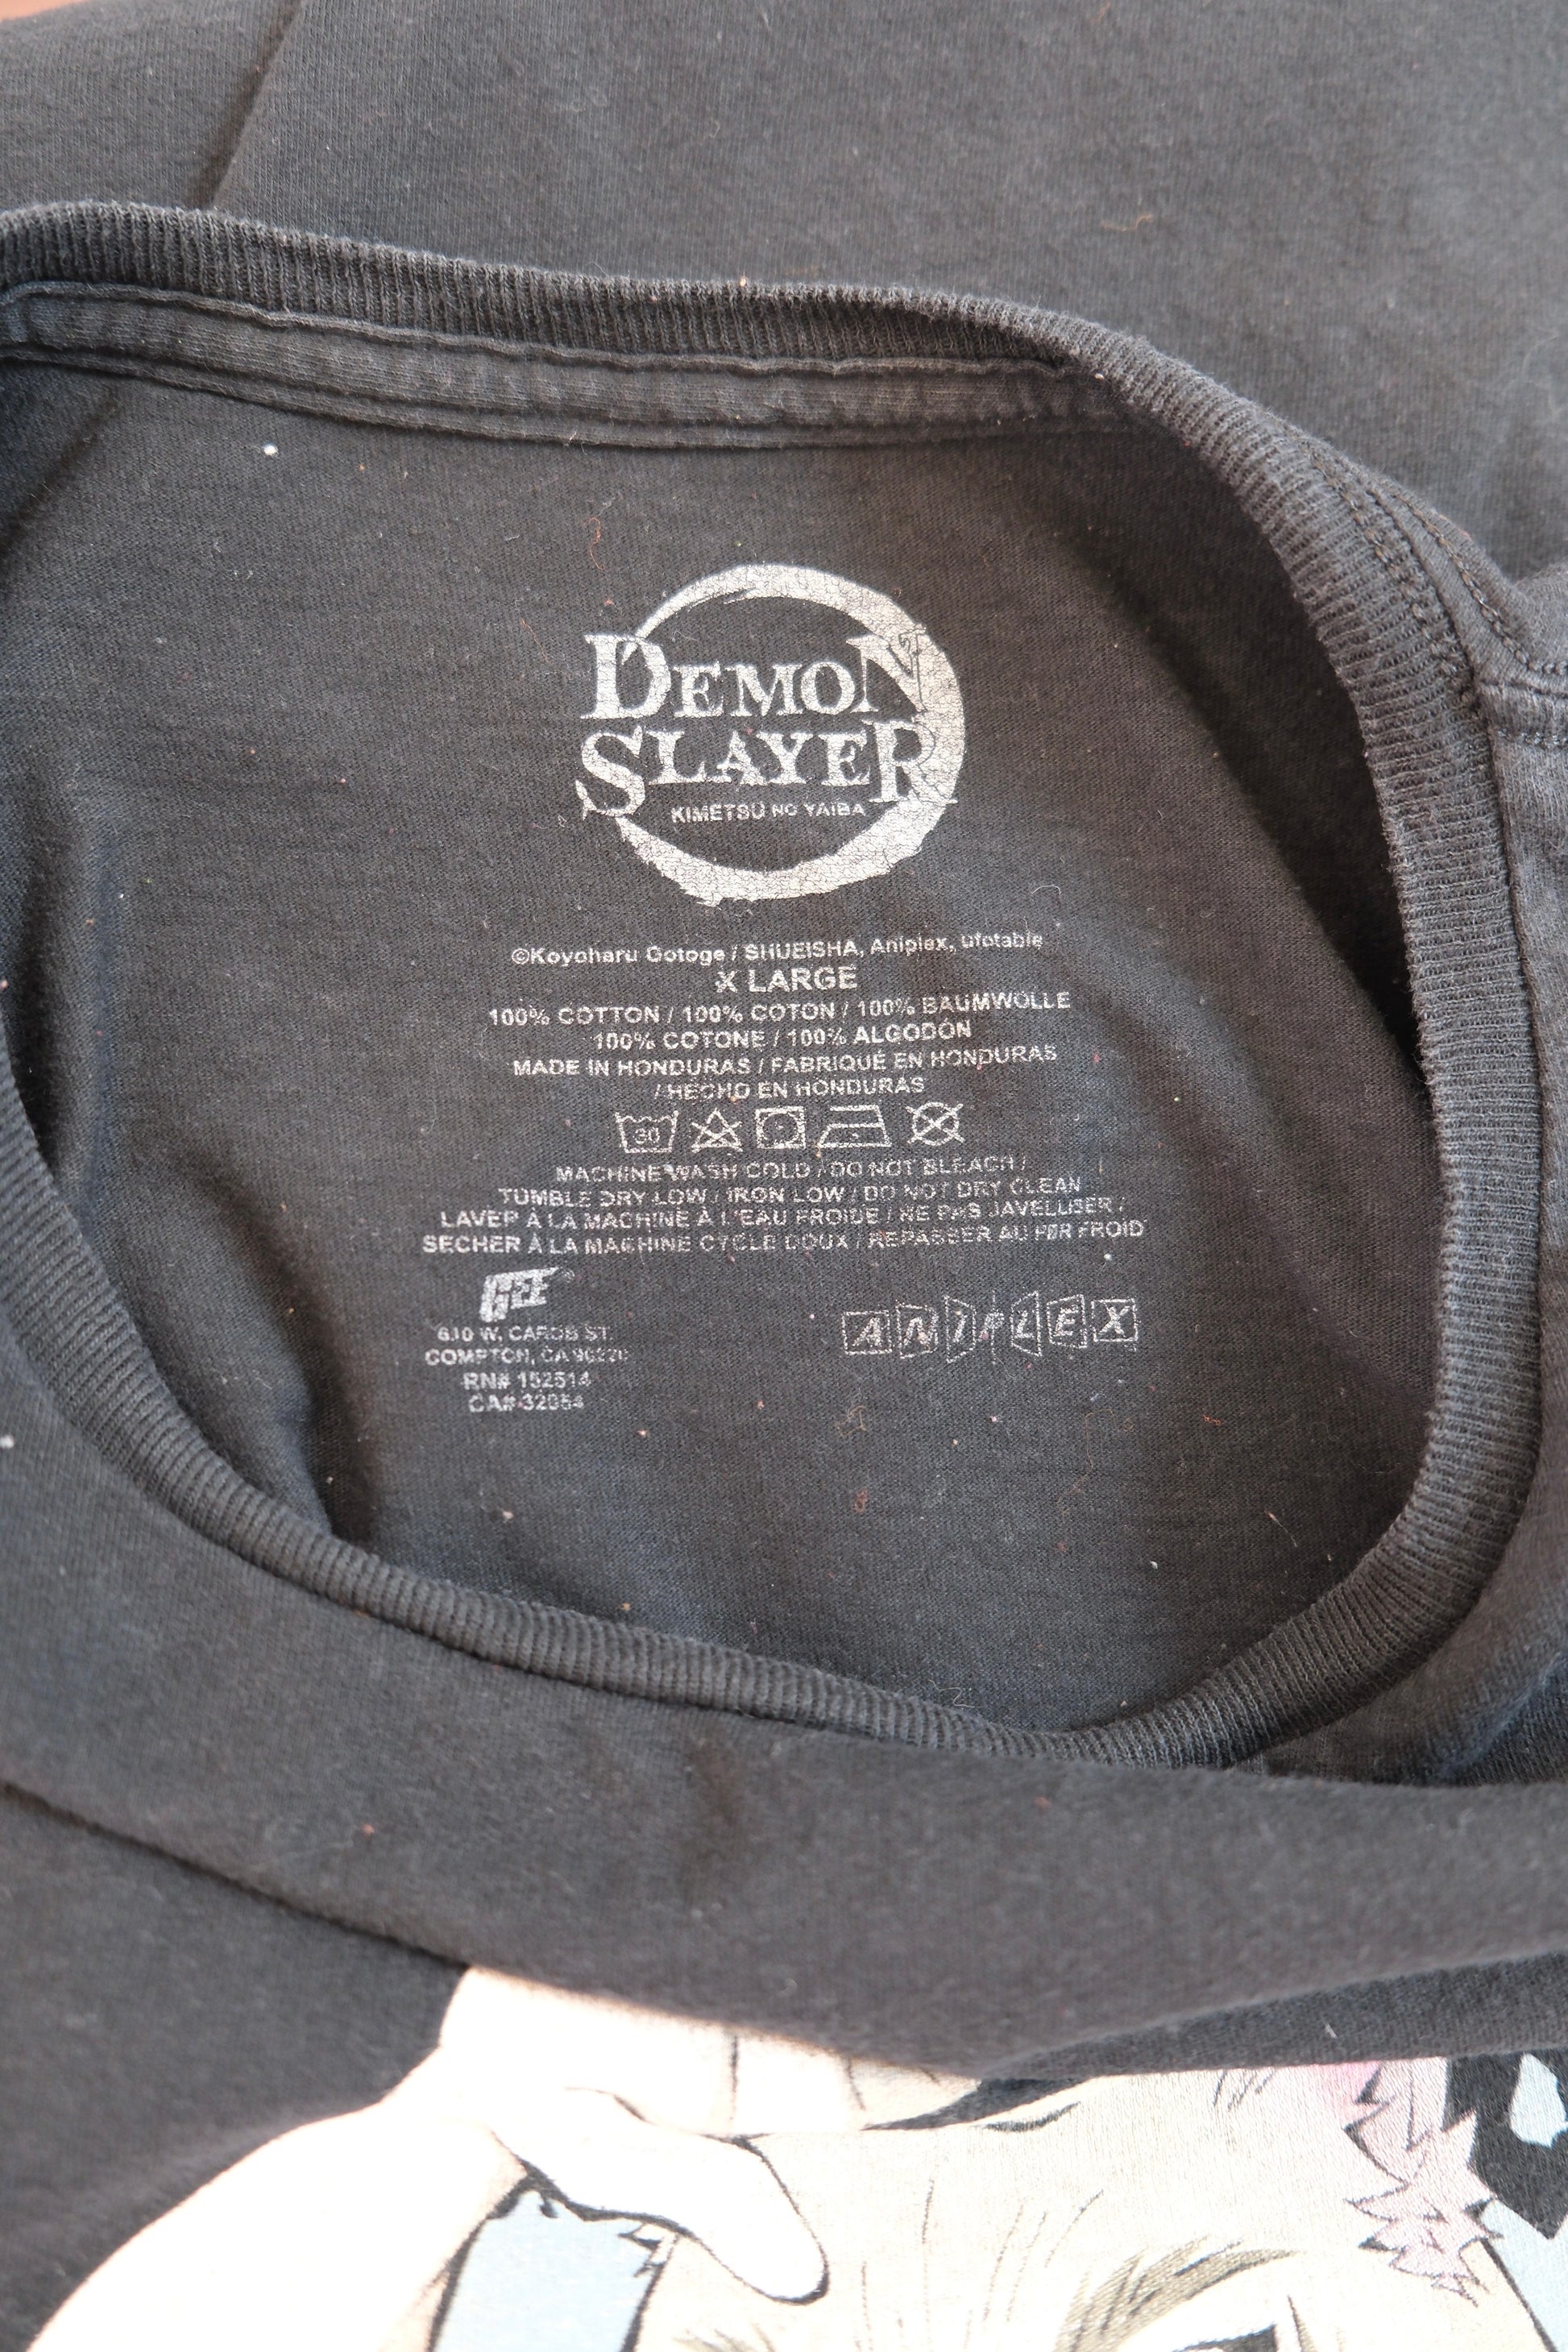 DEMON
SLAYER
KIMETSU NO YAIBA
©Koyoharu Gotoge / SHUEISHA, Aniplex, ufotable
X LARGE
100% COTTON / 100% COTON / 100% BAUMWOLLE
100% COTONE / 100% ALGODÓN
MADE IN HONDURAS / FABRIQUÉ EN HONDURAS
/ HECHO EN HONDURAS
30
MACHINE WASH COLD / DO NOT BLEACH /
TUMBLE DRY LOW / IRON LOW / DO NOT DRY CLEAN
LAVER À LA MACHINE À L'EAU FROIDE / NE PAS JAVELLISER /
SECHER À LA MACHINE CYCLE DOUX / REPASSER AU FER FROID
GEE
610 W. CAROB ST.
COMPTON, CA 90220
RN# 152514
CA#
ANIPLEX